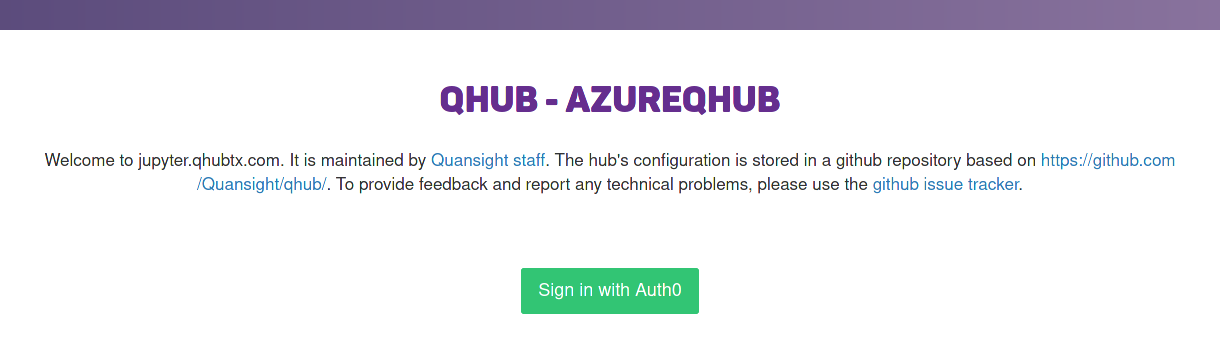 QHUB - AZUREQHUB
Welcome to jupyter.qhubtx.com. It is maintained by Quansight staff. The hub's configuration is stored in a github repository based on https://github.com
/Quansight/qhub/. To provide feedback and report any technical problems, please use the github issue tracker.
Sign in with Auth0